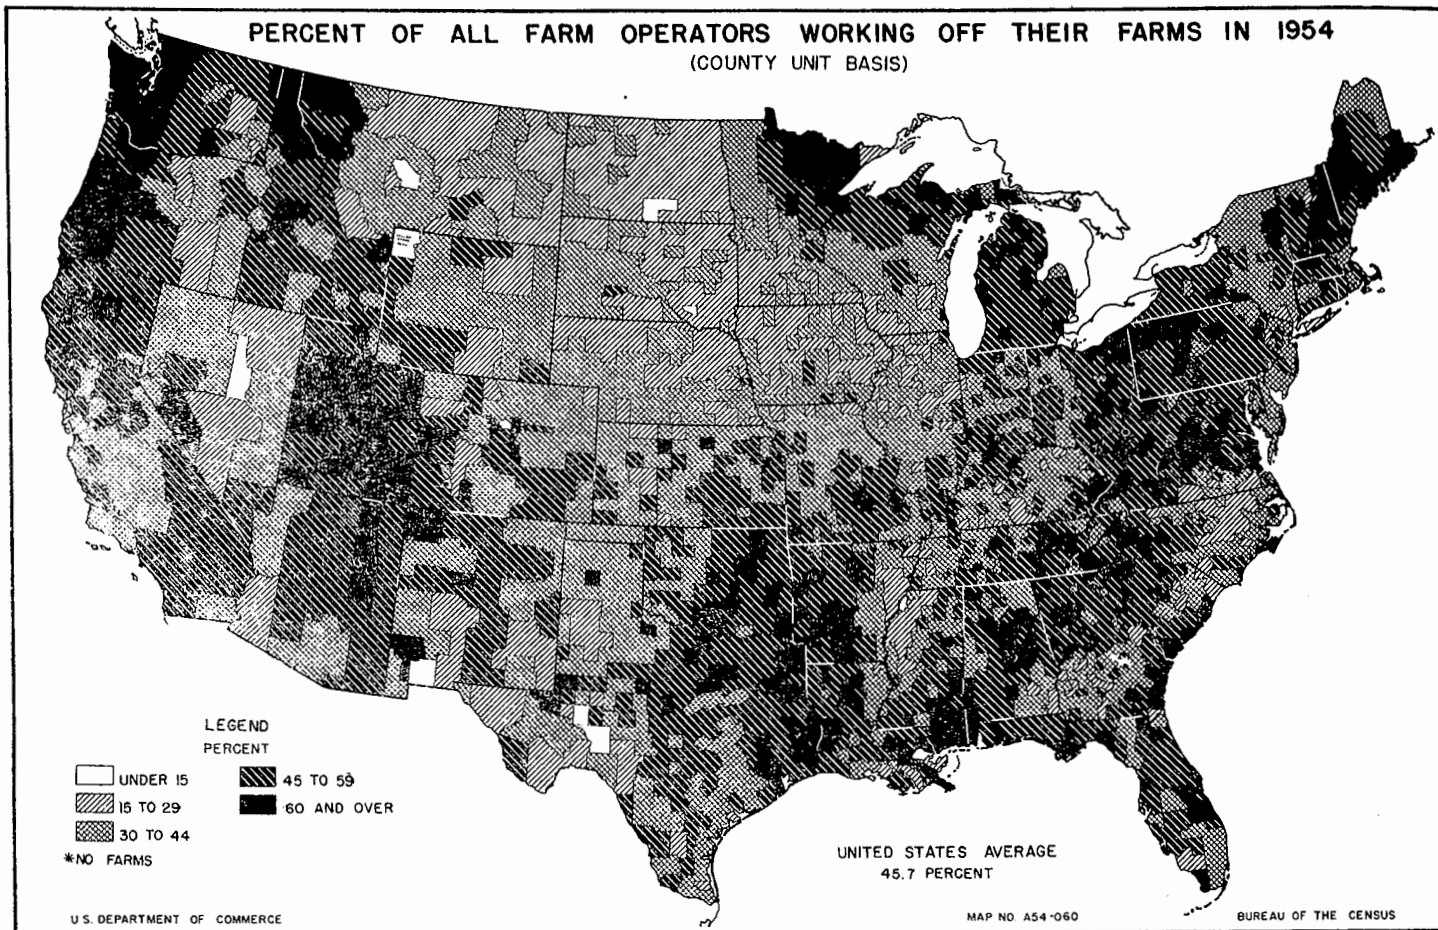 PERCENT OF ALL FARM OPERATORS WORKING OFF THEIR FARMS IN 1954
(COUNTY UNIT BASIS)
LEGEND
PERCENT
UNDER 15
15 TO 29
30 TO 44
45 TO 59
60 AND OVER
*NO FARMS
UNITED STATES AVERAGE
45.7 PERCENT
U.S. DEPARTMENT OF COMMERCE
MAP NO. A54-060
BUREAU OF THE CENSUS